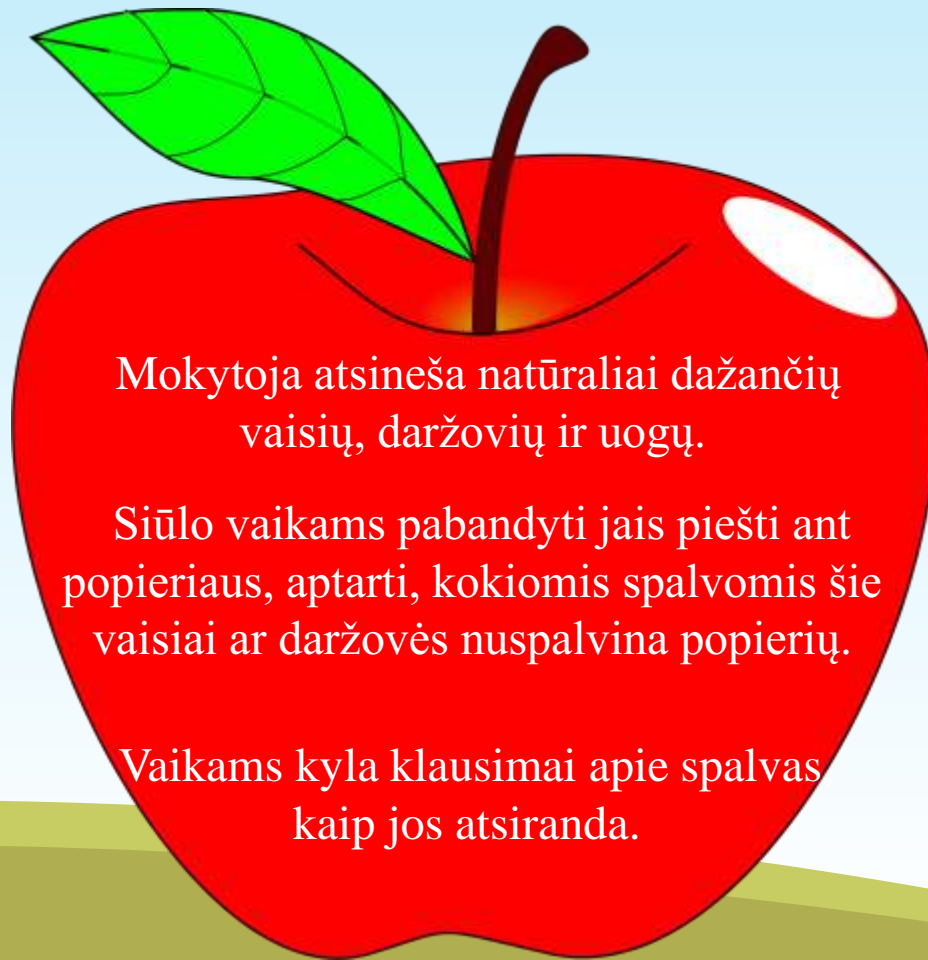 Mokytoja atsineša natūraliai dažančių
vaisių, daržovių ir uogų.
Siūlo vaikams pabandyti jais piešti ant
popieriaus, aptarti, kokiomis spalvomis šie
vaisiai ar daržovės nuspalvina popierių.
Vaikams kyla klausimai apie spalvas
kaip jos atsiranda.